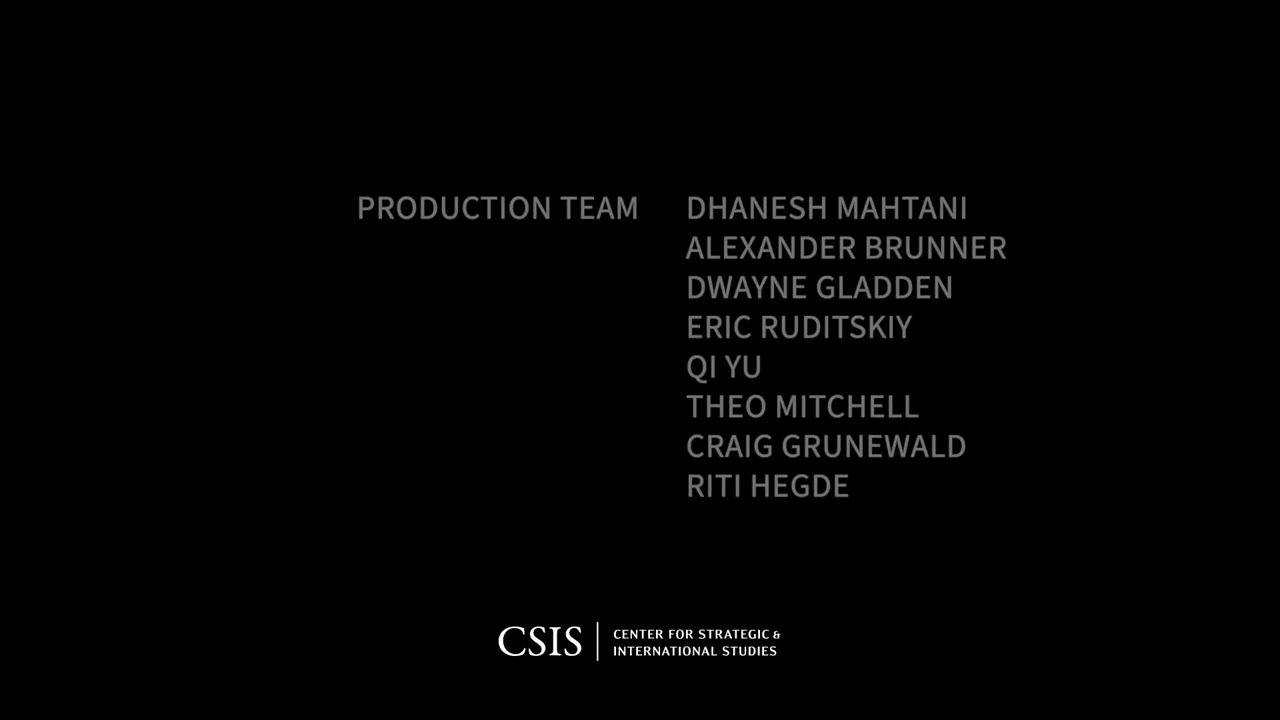 PRODUCTION TEAM DHANESH MAHTANI
ALEXANDER BRUNNER
DWAYNE GLADDEN
ERIC RUDITSKIY
QI YU
THEO MITCHELL
CRAIG GRUNEWALD
RITI HEGDE
CSIS
CENTER FOR STRATEGIC &
INTERNATIONAL STUDIES